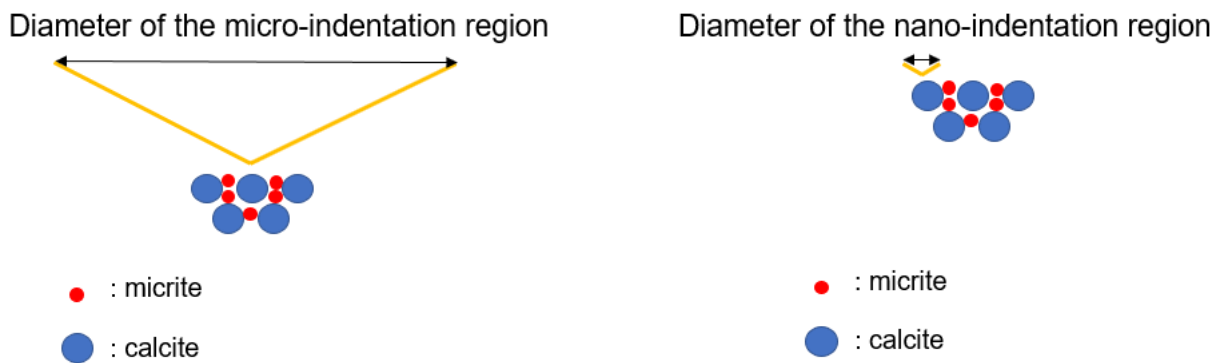 Diameter of the micro-indentation region
Diameter of the nano-indentation region
: micrite
: calcite
: micrite
: calcite